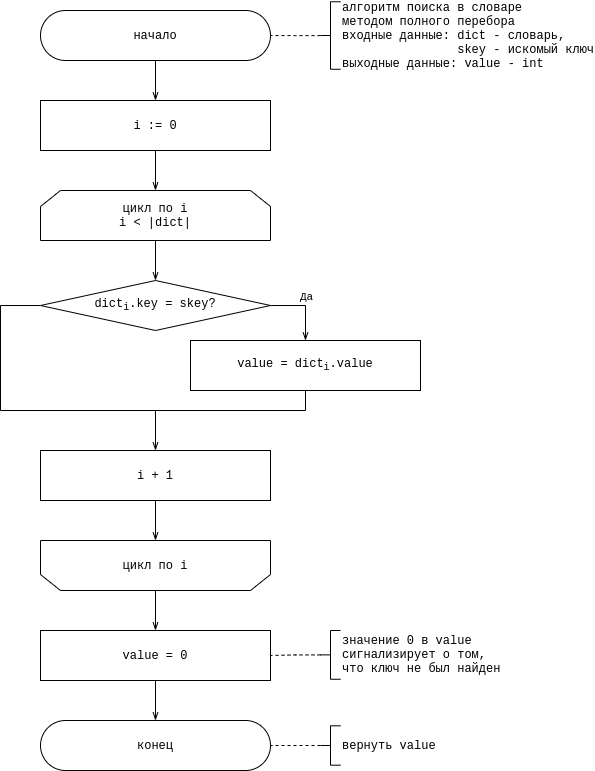 начало
алгоритм поиска в словаре
методом полного перебора
входные данные: dict - словарь,
skey - искомый ключ
выходные данные: value - int
i := 0
цикл по i
i < |dict|
dictᵢ.key = skey?
Да
value = dictᵢ.value
i + 1
цикл по i
value = 0
значение 0 в value
сигнализирует о том,
что ключ не был найден
конец
вернуть value